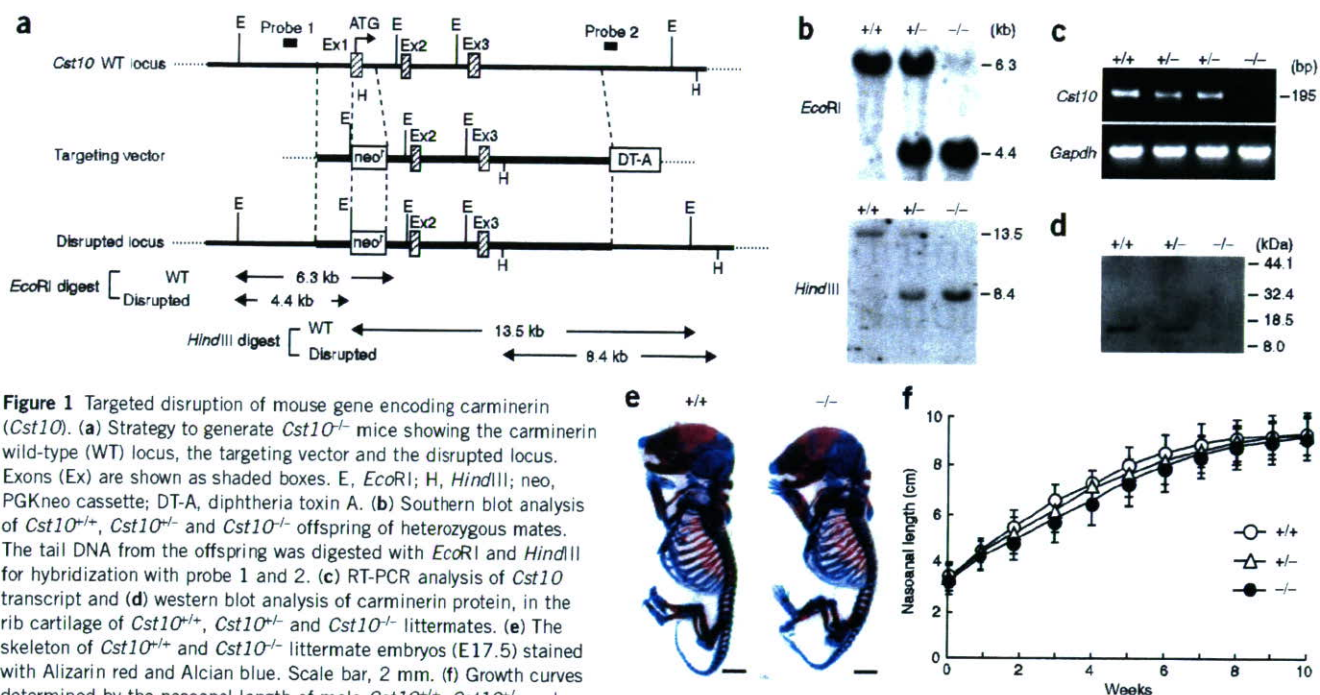 a
E
Probe 1
ATG
E
E
Probe 2
E
Ex1
Ex2
Ex3
Cst10 WT locus
H
H
E
E
E
Ex2
Ex3
Targeting vector
neoʳ
DT-A
H
E
E
E
E
E
Ex2
Ex3
Disrupted locus
neoʳ
H
H
EcoRI digest
WT
6.3 kb
Disrupted
4.4 kb
HindIII digest
WT
13.5 kb
Disrupted
8.4 kb
b
+/+ +/− −/− (kb)
EcoRI
− 6.3
− 4.4
+/+ +/− −/−
HindIII
− 13.5
− 8.4
c
+/+ +/− +/− −/− (bp)
Cst10
− 195
Gapdh
d
+/+ +/− −/− (kDa)
− 44.1
− 32.4
− 18.5
− 8.0
Figure 1 Targeted disruption of mouse gene encoding carminerin
(Cst10). (a) Strategy to generate Cst10⁻/⁻ mice showing the carminerin
wild-type (WT) locus, the targeting vector and the disrupted locus.
Exons (Ex) are shown as shaded boxes. E, EcoRI; H, HindIII; neo,
PGKneo cassette; DT-A, diphtheria toxin A. (b) Southern blot analysis
of Cst10⁺/⁺, Cst10⁺/⁻ and Cst10⁻/⁻ offspring of heterozygous mates.
The tail DNA from the offspring was digested with EcoRI and HindIII
for hybridization with probe 1 and 2. (c) RT-PCR analysis of Cst10
transcript and (d) western blot analysis of carminerin protein, in the
rib cartilage of Cst10⁺/⁺, Cst10⁺/⁻ and Cst10⁻/⁻ littermates. (e) The
skeleton of Cst10⁺/⁺ and Cst10⁻/⁻ littermate embryos (E17.5) stained
with Alizarin red and Alcian blue. Scale bar, 2 mm. (f) Growth curves
e
+/+ −/−
f
Nasoanal length (cm)
10
8
6
4
2
0
+/+
+/−
−/−
0 2 4 6 8 10
Weeks